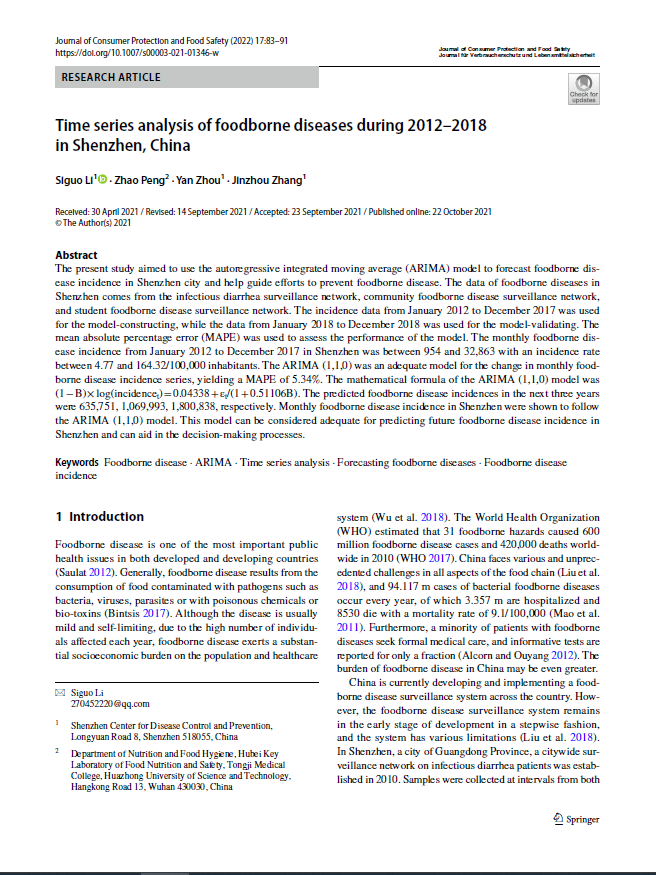 Journal of Consumer Protection and Food Safety (2022) 17:83–91
https://doi.org/10.1007/s00003-021-01346-w
Journal of Consumer Protection and Food Safety
Journal für Verbraucherschutz und Lebensmittelsicherheit
RESEARCH ARTICLE
Check for
updates
Time series analysis of foodborne diseases during 2012–2018
in Shenzhen, China
Siguo Li1 · Zhao Peng2 · Yan Zhou1 · Jinzhou Zhang1
Received: 30 April 2021 / Revised: 14 September 2021 / Accepted: 23 September 2021 / Published online: 22 October 2021
© The Author(s) 2021
Abstract
The present study aimed to use the autoregressive integrated moving average (ARIMA) model to forecast foodborne dis-
ease incidence in Shenzhen city and help guide efforts to prevent foodborne disease. The data of foodborne diseases in
Shenzhen comes from the infectious diarrhea surveillance network, community foodborne disease surveillance network,
and student foodborne disease surveillance network. The incidence data from January 2012 to December 2017 was used
for the model-constructing, while the data from January 2018 to December 2018 was used for the model-validating. The
mean absolute percentage error (MAPE) was used to assess the performance of the model. The monthly foodborne dis-
ease incidence from January 2012 to December 2017 in Shenzhen was between 954 and 32,863 with an incidence rate
between 4.77 and 164.32/100,000 inhabitants. The ARIMA (1,1,0) was an adequate model for the change in monthly food-
borne disease incidence series, yielding a MAPE of 5.34%. The mathematical formula of the ARIMA (1,1,0) model was
(1 − B) × log(incidencet) = 0.04338 + εt/(1 + 0.51106B). The predicted foodborne disease incidences in the next three years
were 635,751, 1,069,993, 1,800,838, respectively. Monthly foodborne disease incidence in Shenzhen were shown to follow
the ARIMA (1,1,0) model. This model can be considered adequate for predicting future foodborne disease incidence in
Shenzhen and can aid in the decision-making processes.
Keywords Foodborne disease · ARIMA · Time series analysis · Forecasting foodborne diseases · Foodborne disease
incidence
1 Introduction
Foodborne disease is one of the most important public
health issues in both developed and developing countries
(Saulat 2012). Generally, foodborne disease results from the
consumption of food contaminated with pathogens such as
bacteria, viruses, parasites or with poisonous chemicals or
bio-toxins (Bintsis 2017). Although the disease is usually
mild and self-limiting, due to the high number of individu-
als affected each year, foodborne disease exerts a substan-
tial socioeconomic burden on the population and healthcare
system (Wu et al. 2018). The World Health Organization
(WHO) estimated that 31 foodborne hazards caused 600
million foodborne disease cases and 420,000 deaths world-
wide in 2010 (WHO 2017). China faces various and unprec-
edented challenges in all aspects of the food chain (Liu et al.
2018), and 94.117 m cases of bacterial foodborne diseases
occur every year, of which 3.357 m are hospitalized and
8530 die with a mortality rate of 9.1/100,000 (Mao et al.
2011). Furthermore, a minority of patients with foodborne
diseases seek formal medical care, and informative tests are
reported for only a fraction (Alcorn and Ouyang 2012). The
burden of foodborne disease in China may be even greater.
China is currently developing and implementing a food-
borne disease surveillance system across the country. How-
ever, the foodborne disease surveillance system remains
in the early stage of development in a stepwise fashion,
and the system has various limitations (Liu et al. 2018).
In Shenzhen, a city of Guangdong Province, a citywide sur-
veillance network on infectious diarrhea patients was estab-
lished in 2010. Samples were collected at intervals from both
Siguo Li
270452220@qq.com
1 Shenzhen Center for Disease Control and Prevention,
Longyuan Road 8, Shenzhen 518055, China
2 Department of Nutrition and Food Hygiene, Hubei Key
Laboratory of Food Nutrition and Safety, Tongji Medical
College, Huazhong University of Science and Technology,
Hangkong Road 13, Wuhan 430030, China
Springer